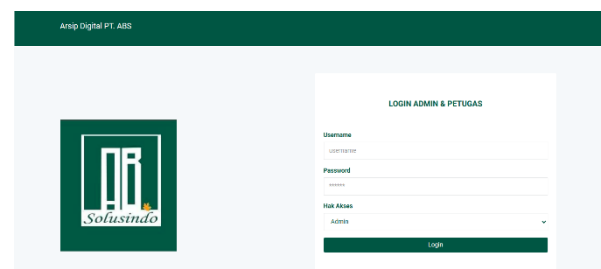 Arsip Digital PT. ABS
Solusindo
LOGIN ADMIN & PETUGAS
Username
username
Password
******
Hak Akses
Admin
Login